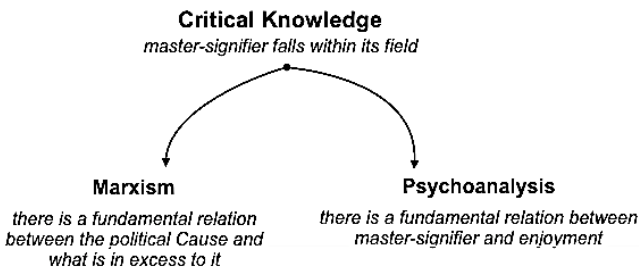 Critical Knowledge
master-signifier falls within its field
Marxism
there is a fundamental relation
between the political Cause and
what is in excess to it
Psychoanalysis
there is a fundamental relation between
master-signifier and enjoyment